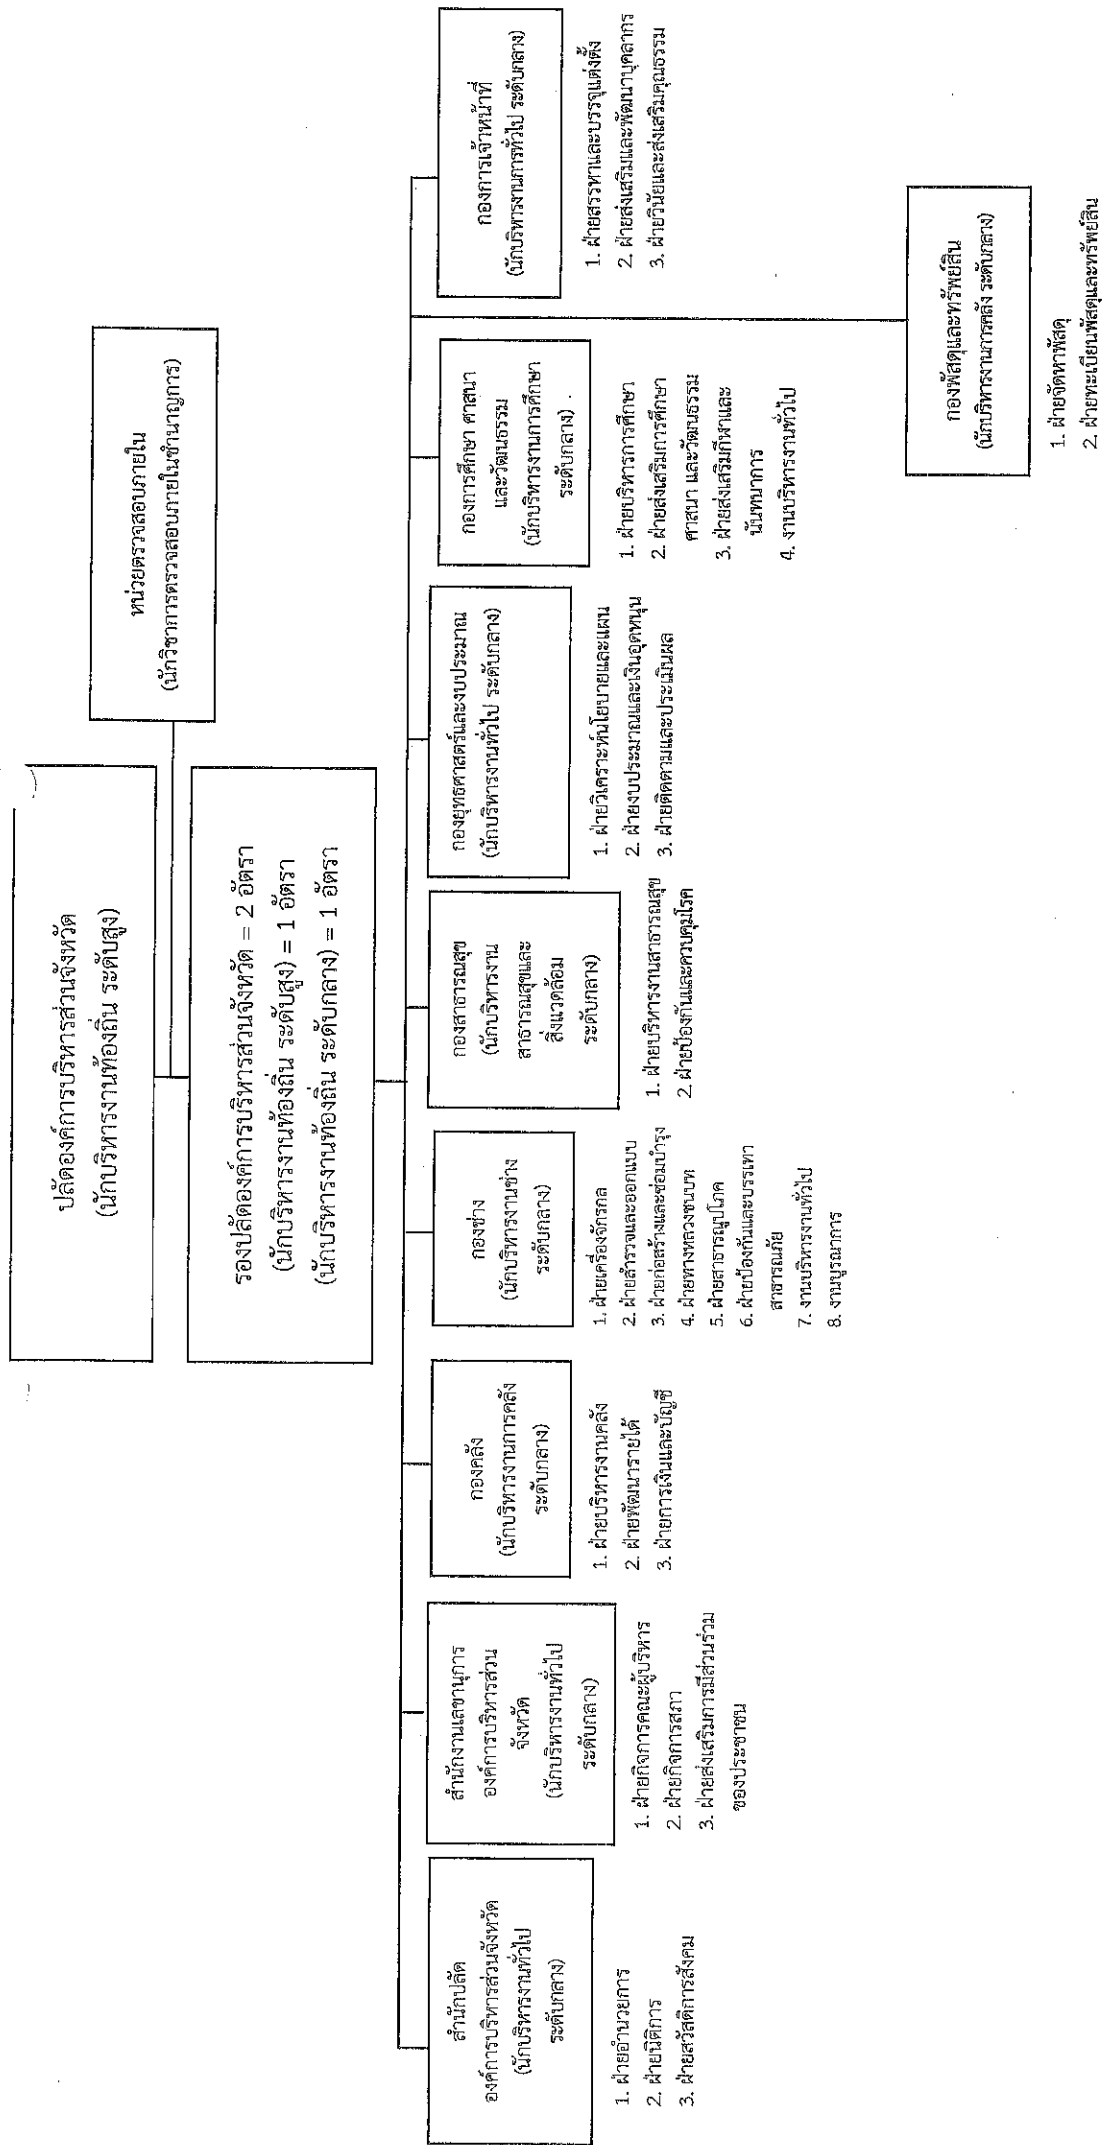 ปลัดองค์การบริหารส่วนจังหวัด
(นักบริหารงานท้องถิ่น ระดับสูง)
หน่วยตรวจสอบภายใน
(นักวิชาการตรวจสอบภายในชำนาญการ)
รองปลัดองค์การบริหารส่วนจังหวัด = 2 อัตรา
(นักบริหารงานท้องถิ่น ระดับสูง) = 1 อัตรา
(นักบริหารงานท้องถิ่น ระดับกลาง) = 1 อัตรา
สำนักปลัด
องค์การบริหารส่วนจังหวัด
(นักบริหารงานทั่วไป
ระดับกลาง)
1. ฝ่ายอำนวยการ
2. ฝ่ายนิติการ
3. ฝ่ายสวัสดิการสังคม
สำนักงานเลขานุการ
องค์การบริหารส่วน
จังหวัด
(นักบริหารงานทั่วไป
ระดับกลาง)
1. ฝ่ายกิจการคณะผู้บริหาร
2. ฝ่ายกิจการสภา
3. ฝ่ายส่งเสริมการมีส่วนร่วม
ของประชาชน
กองคลัง
(นักบริหารงานการคลัง
ระดับกลาง)
1. ฝ่ายบริหารงานคลัง
2. ฝ่ายพัฒนารายได้
3. ฝ่ายการเงินและบัญชี
กองช่าง
(นักบริหารงานช่าง
ระดับกลาง)
1. ฝ่ายเครื่องจักรกล
2. ฝ่ายสำรวจและออกแบบ
3. ฝ่ายก่อสร้างและซ่อมบำรุง
4. ฝ่ายทางหลวงชนบท
5. ฝ่ายสาธารณูปโภค
6. ฝ่ายป้องกันและบรรเทา
สาธารณภัย
7. งานบริหารงานทั่วไป
8. งานบูรณาการ
กองสาธารณสุข
(นักบริหารงาน
สาธารณสุขและ
สิ่งแวดล้อม
ระดับกลาง)
1. ฝ่ายบริหารงานสาธารณสุข
2. ฝ่ายป้องกันและควบคุมโรค
กองยุทธศาสตร์และงบประมาณ
(นักบริหารงานทั่วไป ระดับกลาง)
1. ฝ่ายวิเคราะห์นโยบายและแผน
2. ฝ่ายงบประมาณและเงินอุดหนุน
3. ฝ่ายติดตามและประเมินผล
กองการศึกษา ศาสนา
และวัฒนธรรม
(นักบริหารงานการศึกษา
ระดับกลาง)
1. ฝ่ายบริหารการศึกษา
2. ฝ่ายส่งเสริมการศึกษา
ศาสนา และวัฒนธรรม
3. ฝ่ายส่งเสริมกีฬาและ
นันทนาการ
4. งานบริหารงานทั่วไป
กองการเจ้าหน้าที่
(นักบริหารงานการทั่วไป ระดับกลาง)
1. ฝ่ายสรรหาและบรรจุแต่งตั้ง
2. ฝ่ายส่งเสริมและพัฒนาบุคลากร
3. ฝ่ายวินัยและส่งเสริมคุณธรรม
กองพัสดุและทรัพย์สิน
(นักบริหารงานการคลัง ระดับกลาง)
1. ฝ่ายจัดหาพัสดุ
2. ฝ่ายทะเบียนพัสดุและทรัพย์สิน